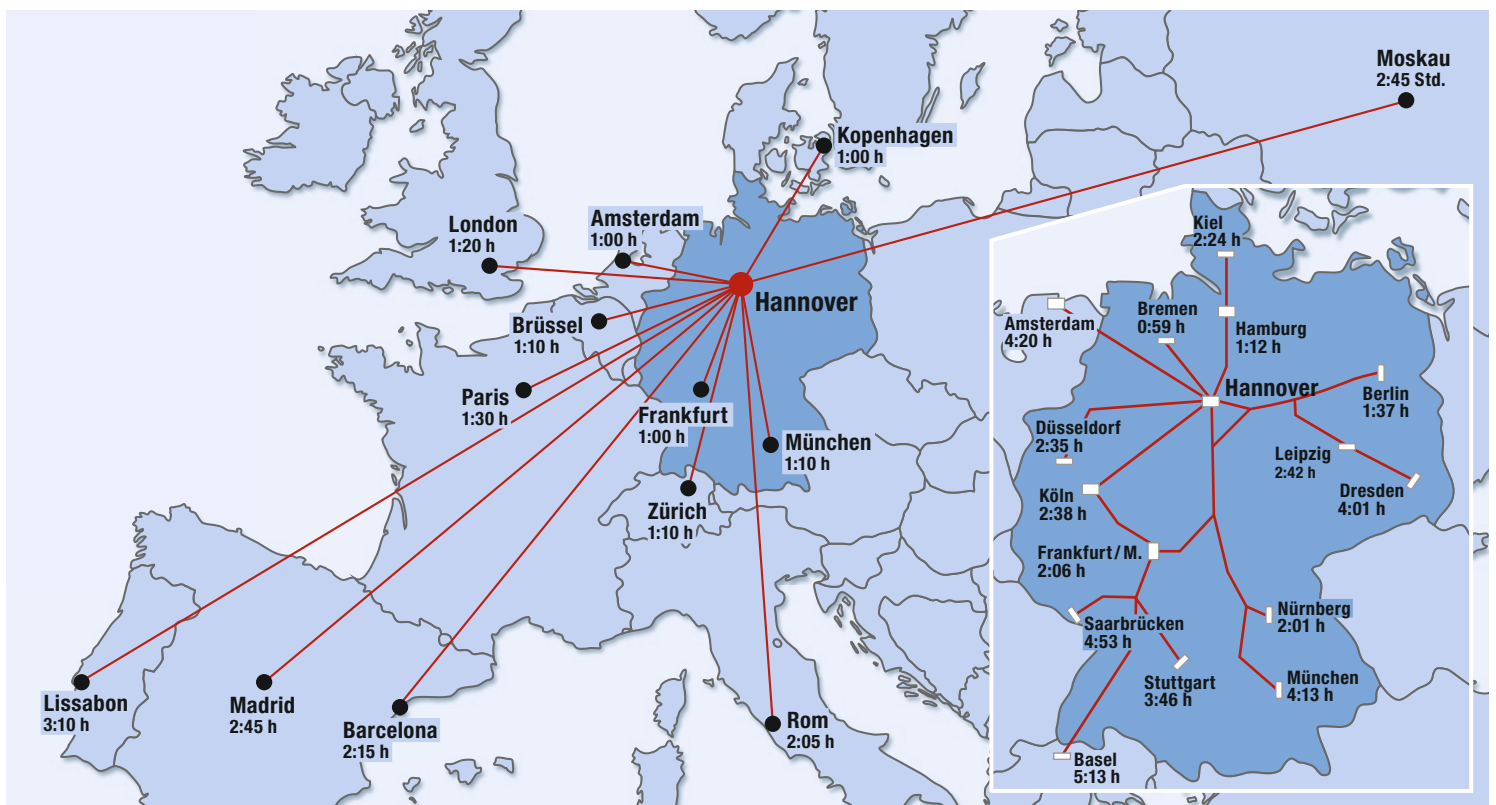 Moskau
2:45 Std.
Kopenhagen
1:00 h
London
1:20 h
Amsterdam
1:00 h
Hannover
Brüssel
1:10 h
Paris
1:30 h
Frankfurt
1:00 h
München
1:10 h
Zürich
1:10 h
Lissabon
3:10 h
Madrid
2:45 h
Barcelona
2:15 h
Rom
2:05 h
Kiel
2:24 h
Amsterdam
4:20 h
Bremen
0:59 h
Hamburg
1:12 h
Hannover
Berlin
1:37 h
Düsseldorf
2:35 h
Leipzig
2:42 h
Dresden
4:01 h
Köln
2:38 h
Frankfurt / M.
2:06 h
Nürnberg
2:01 h
Saarbrücken
4:53 h
Stuttgart
3:46 h
München
4:13 h
Basel
5:13 h